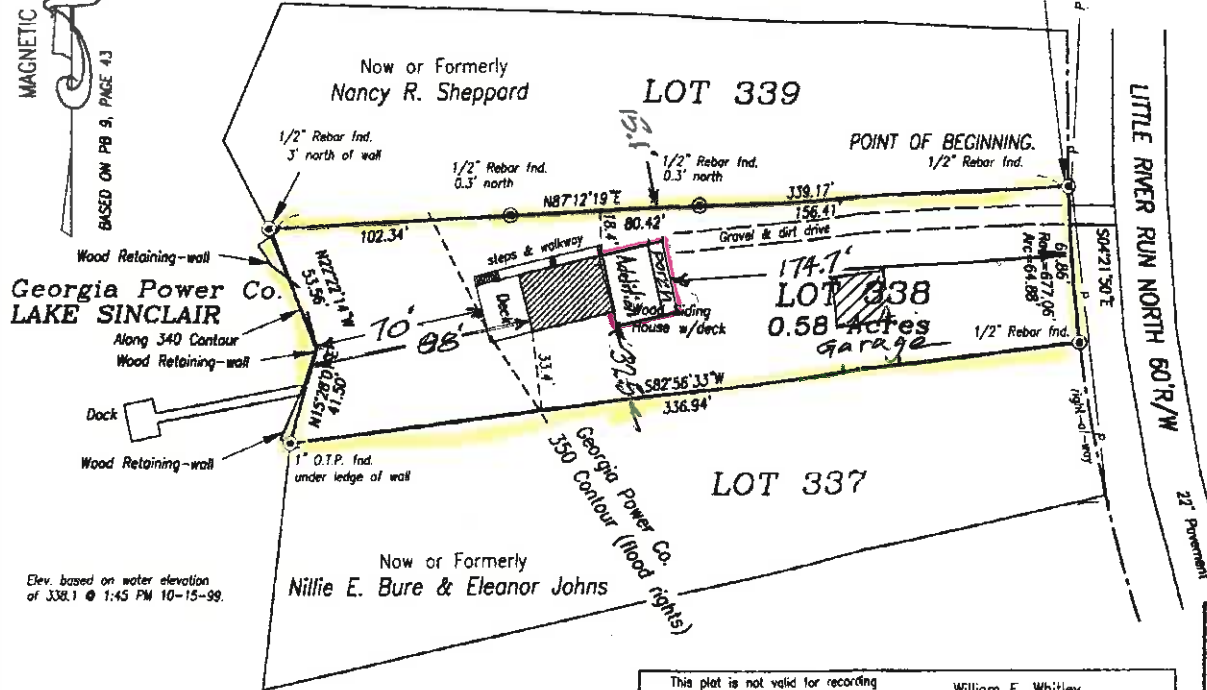 MAGNETIC
BASED ON PB 9, PAGE 43
Now or Formerly
Nancy R. Sheppard
LOT 339
1/2" Rebar fnd.
3' north of wall
1/2" Rebar fnd.
0.3' north
15.1'
1/2" Rebar fnd.
0.3' north
POINT OF BEGINNING.
1/2" Rebar fnd.
P
P
LITTLE RIVER RUN NORTH 60'R/W
N87°12'19"E
339.17'
102.34'
80.42'
156.41'
Gravel & dirt drive
18.4'
steps & walkway
Wood Retaining-wall
N22°22'14"W
53.56'
Georgia Power Co.
LAKE SINCLAIR
Along 340 Contour
Wood Retaining-wall
70'
88'
Deck
Addition
Porch
174.7'
LOT 338
0.58 Acres
Garage
Wood Siding
House w/deck
61.86'
Rad.=677.06'
Arc=64.88'
S04°21'50"E
1/2" Rebar fnd.
33.4'
S82°56'33"W
336.94'
41.50'
Dock
Wood Retaining-wall
1" O.T.P. fnd.
under ledge of wall
Georgia Power Co.
350 Contour (flood rights)
LOT 337
right-of-way
P
P
22' Pavement
Now or Formerly
Nillie E. Bure & Eleanor Johns
Elev. based on water elevation
of 338.1 @ 1:45 PM 10-15-99.
This plat is not valid for recording
William E. Whitley